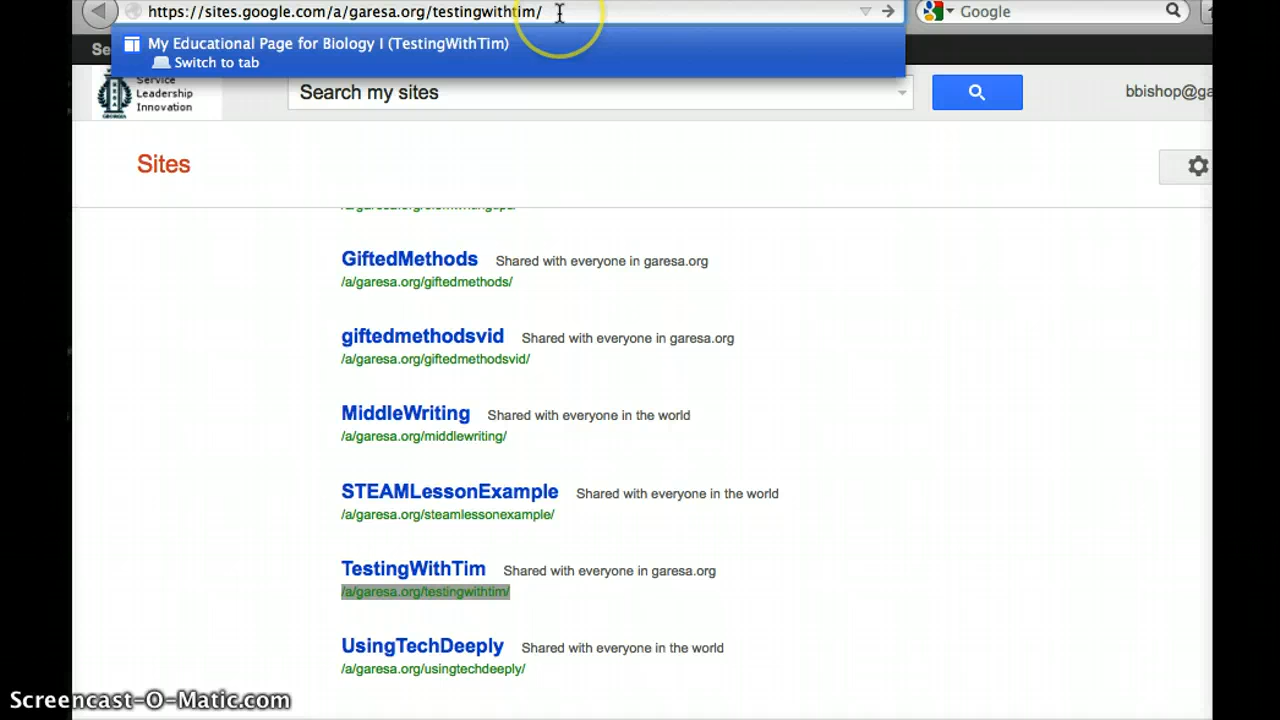 https://sites.google.com/a/garesa.org/testingwithtim/
Google
My Educational Page for Biology I (TestingWithTim)
Switch to tab
Se
Service
Leadership
Innovation
GEORGIA
Search my sites
bbishop@ga
Sites
GiftedMethods Shared with everyone in garesa.org
/a/garesa.org/giftedmethods/
giftedmethodsvid Shared with everyone in garesa.org
/a/garesa.org/giftedmethodsvid/
MiddleWriting Shared with everyone in the world
/a/garesa.org/middlewriting/
STEAMLessonExample Shared with everyone in the world
/a/garesa.org/steamlessonexample/
TestingWithTim Shared with everyone in garesa.org
/a/garesa.org/testingwithtim/
UsingTechDeeply Shared with everyone in the world
/a/garesa.org/usingtechdeeply/
Screencast-O-Matic.com